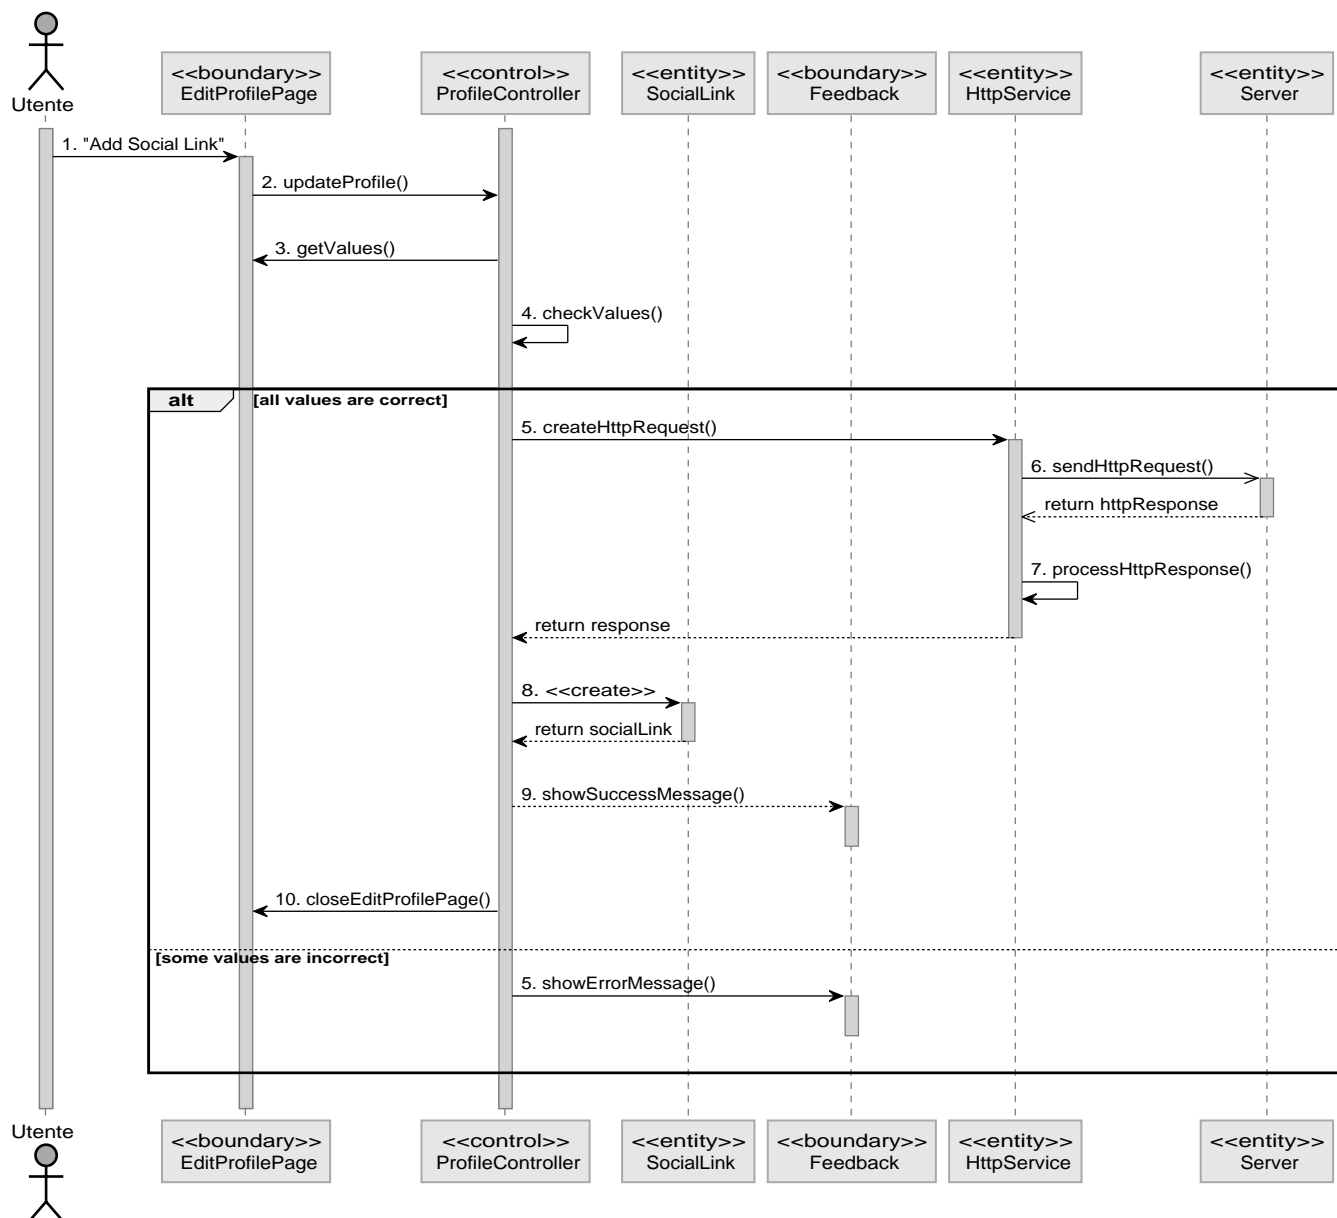 <<boundary>>
<<control>>
<<entity>>
<<boundary>>
<<entity>>
<<entity>>
EditProfilePage
ProfileController
SocialLink
Feedback
HttpService
Server
Utente
1. "Add Social Link"
2. updateProfile()
3. getValues()
4. checkValues()
alt
[all values are correct]
5. createHttpRequest()
6. sendHttpRequest()
return httpResponse
7. processHttpResponse()
return response
8. <<create>>
return socialLink
9. showSuccessMessage()
10. closeEditProfilePage()
[some values are incorrect]
5. showErrorMessage()
Utente
<<boundary>>
<<control>>
<<entity>>
<<boundary>>
<<entity>>
<<entity>>
EditProfilePage
ProfileController
SocialLink
Feedback
HttpService
Server